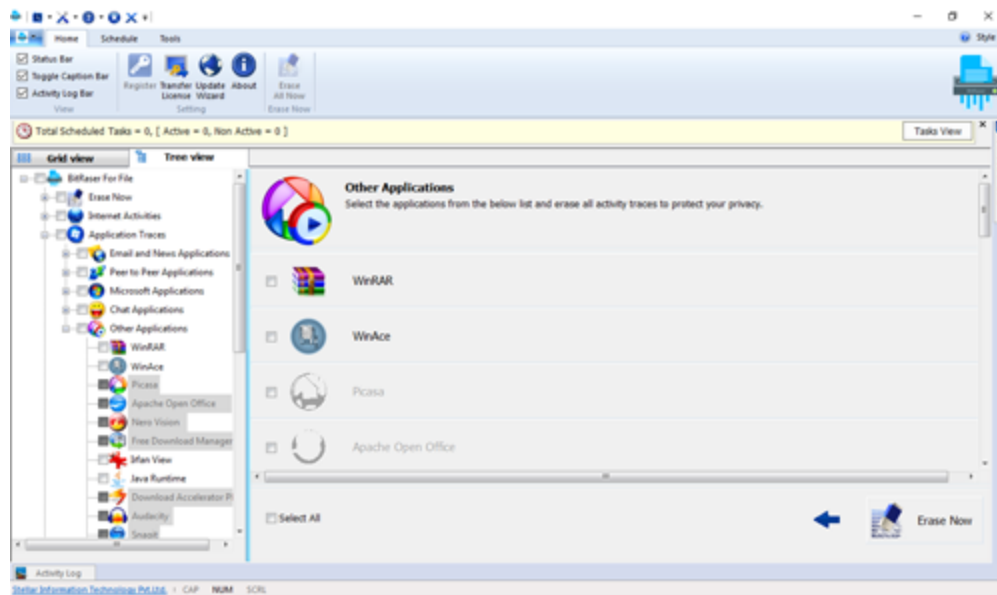 Home Schedule Tools Style
Status Bar
Toggle Caption Bar
Activity Log Bar
View
Register Transfer License Update Wizard About
Setting
Erase All Now
Erase Now
Total Scheduled Tasks = 0, [ Active = 0, Non Active = 0 ] Tasks View
Grid view Tree view
BitRaser For File
Erase Now
Internet Activities
Application Traces
Email and News Applications
Peer to Peer Applications
Microsoft Applications
Chat Applications
Other Applications
WinRAR
WinAce
Picasa
Apache Open Office
Nero Vision
Free Download Manager
Irfan View
Java Runtime
Download Accelerator P
Audacity
Snagit
Other Applications
Select the applications from the below list and erase all activity traces to protect your privacy.
WinRAR
WinAce
Picasa
Apache Open Office
Select All
Erase Now
Activity Log
Stellar Information Technology Pvt.Ltd. CAP NUM SCRL